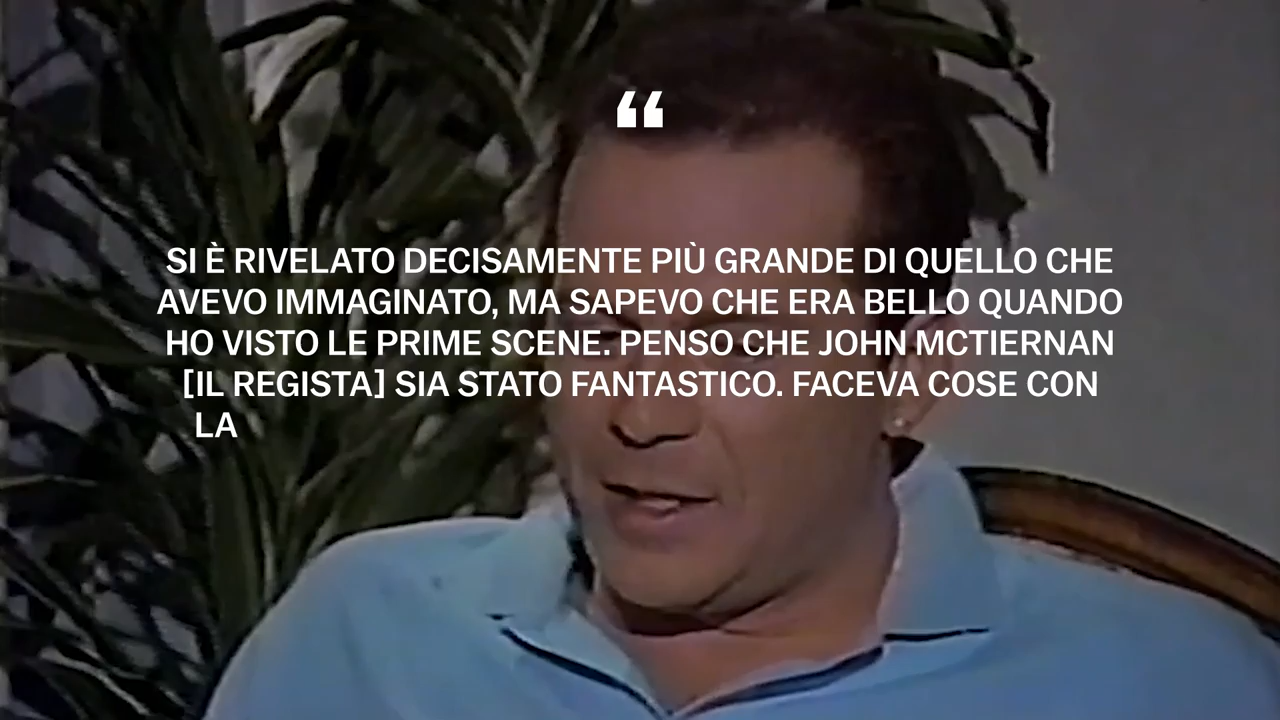 “
SI È RIVELATO DECISAMENTE PIÙ GRANDE DI QUELLO CHE
AVEVO IMMAGINATO, MA SAPEVO CHE ERA BELLO QUANDO
HO VISTO LE PRIME SCENE. PENSO CHE JOHN MCTIERNAN
[IL REGISTA] SIA STATO FANTASTICO. FACEVA COSE CON
LA